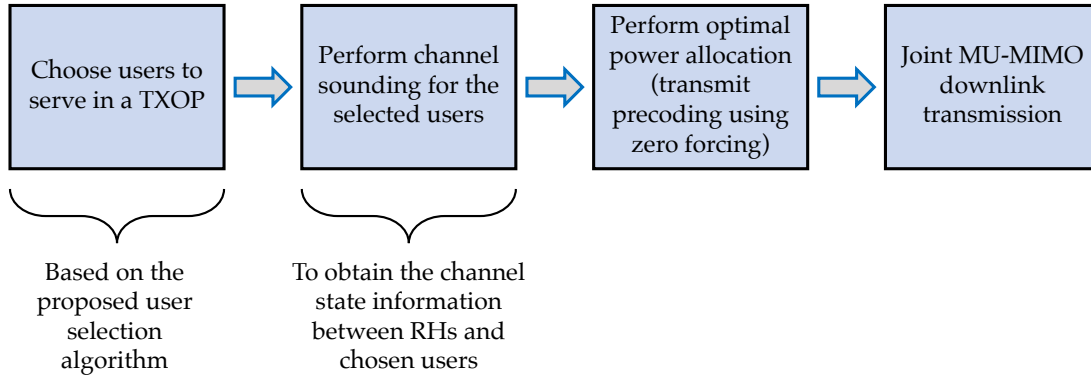 Choose users to
serve in a TXOP
Perform channel
sounding for the
selected users
Perform optimal
power allocation
(transmit
precoding using
zero forcing)
Joint MU-MIMO
downlink
transmission
Based on the
proposed user
selection
algorithm
To obtain the channel
state information
between RHs and
chosen users